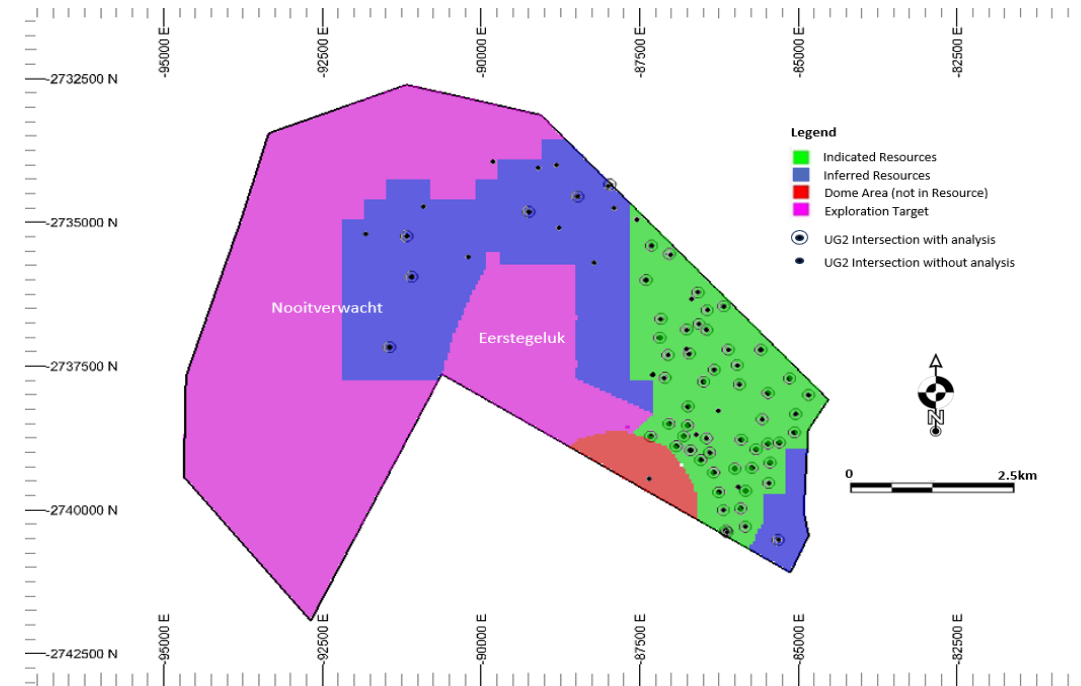 -95000 E
-92500 E
-90000 E
-87500 E
-85000 E
-82500 E
-2732500 N
Legend
Indicated Resources
Inferred Resources
Dome Area (not in Resource)
Exploration Target
UG2 Intersection with analysis
UG2 Intersection without analysis
-2735000 N
Nooitverwacht
Eerstegeluk
-2737500 N
N
0
2.5km
-2740000 N
-2742500 N
-95000 E
-92500 E
-90000 E
-87500 E
-85000 E
-82500 E